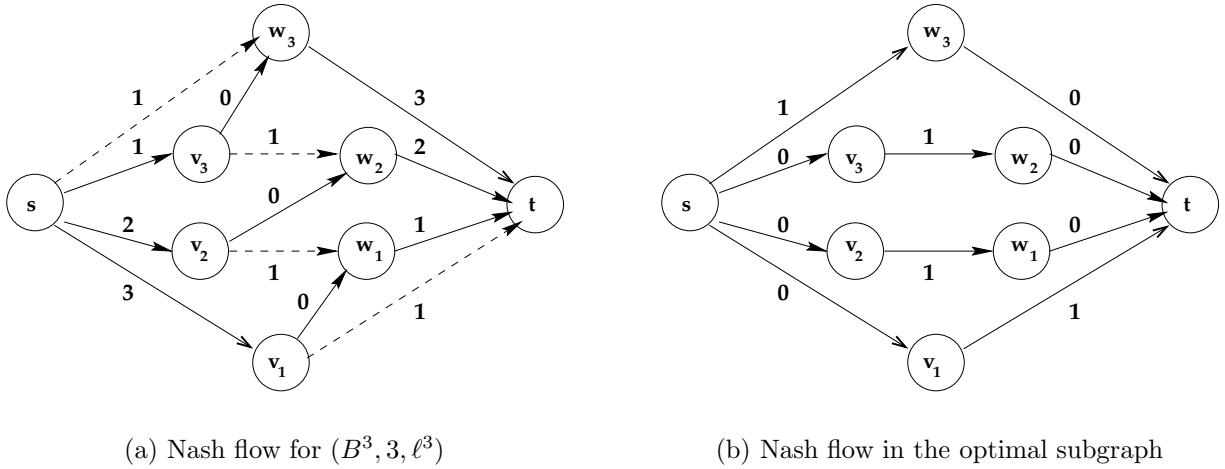 w3
w3
1
0
3
1
0
1
v3
1
w2
2
0
v3
1
w2
0
s
0
t
s
t
2
v2
1
w1
1
0
v2
1
w1
0
3
0
1
0
1
v1
v1
(a) Nash flow for (B³, 3, ℓ³)
(b) Nash flow in the optimal subgraph